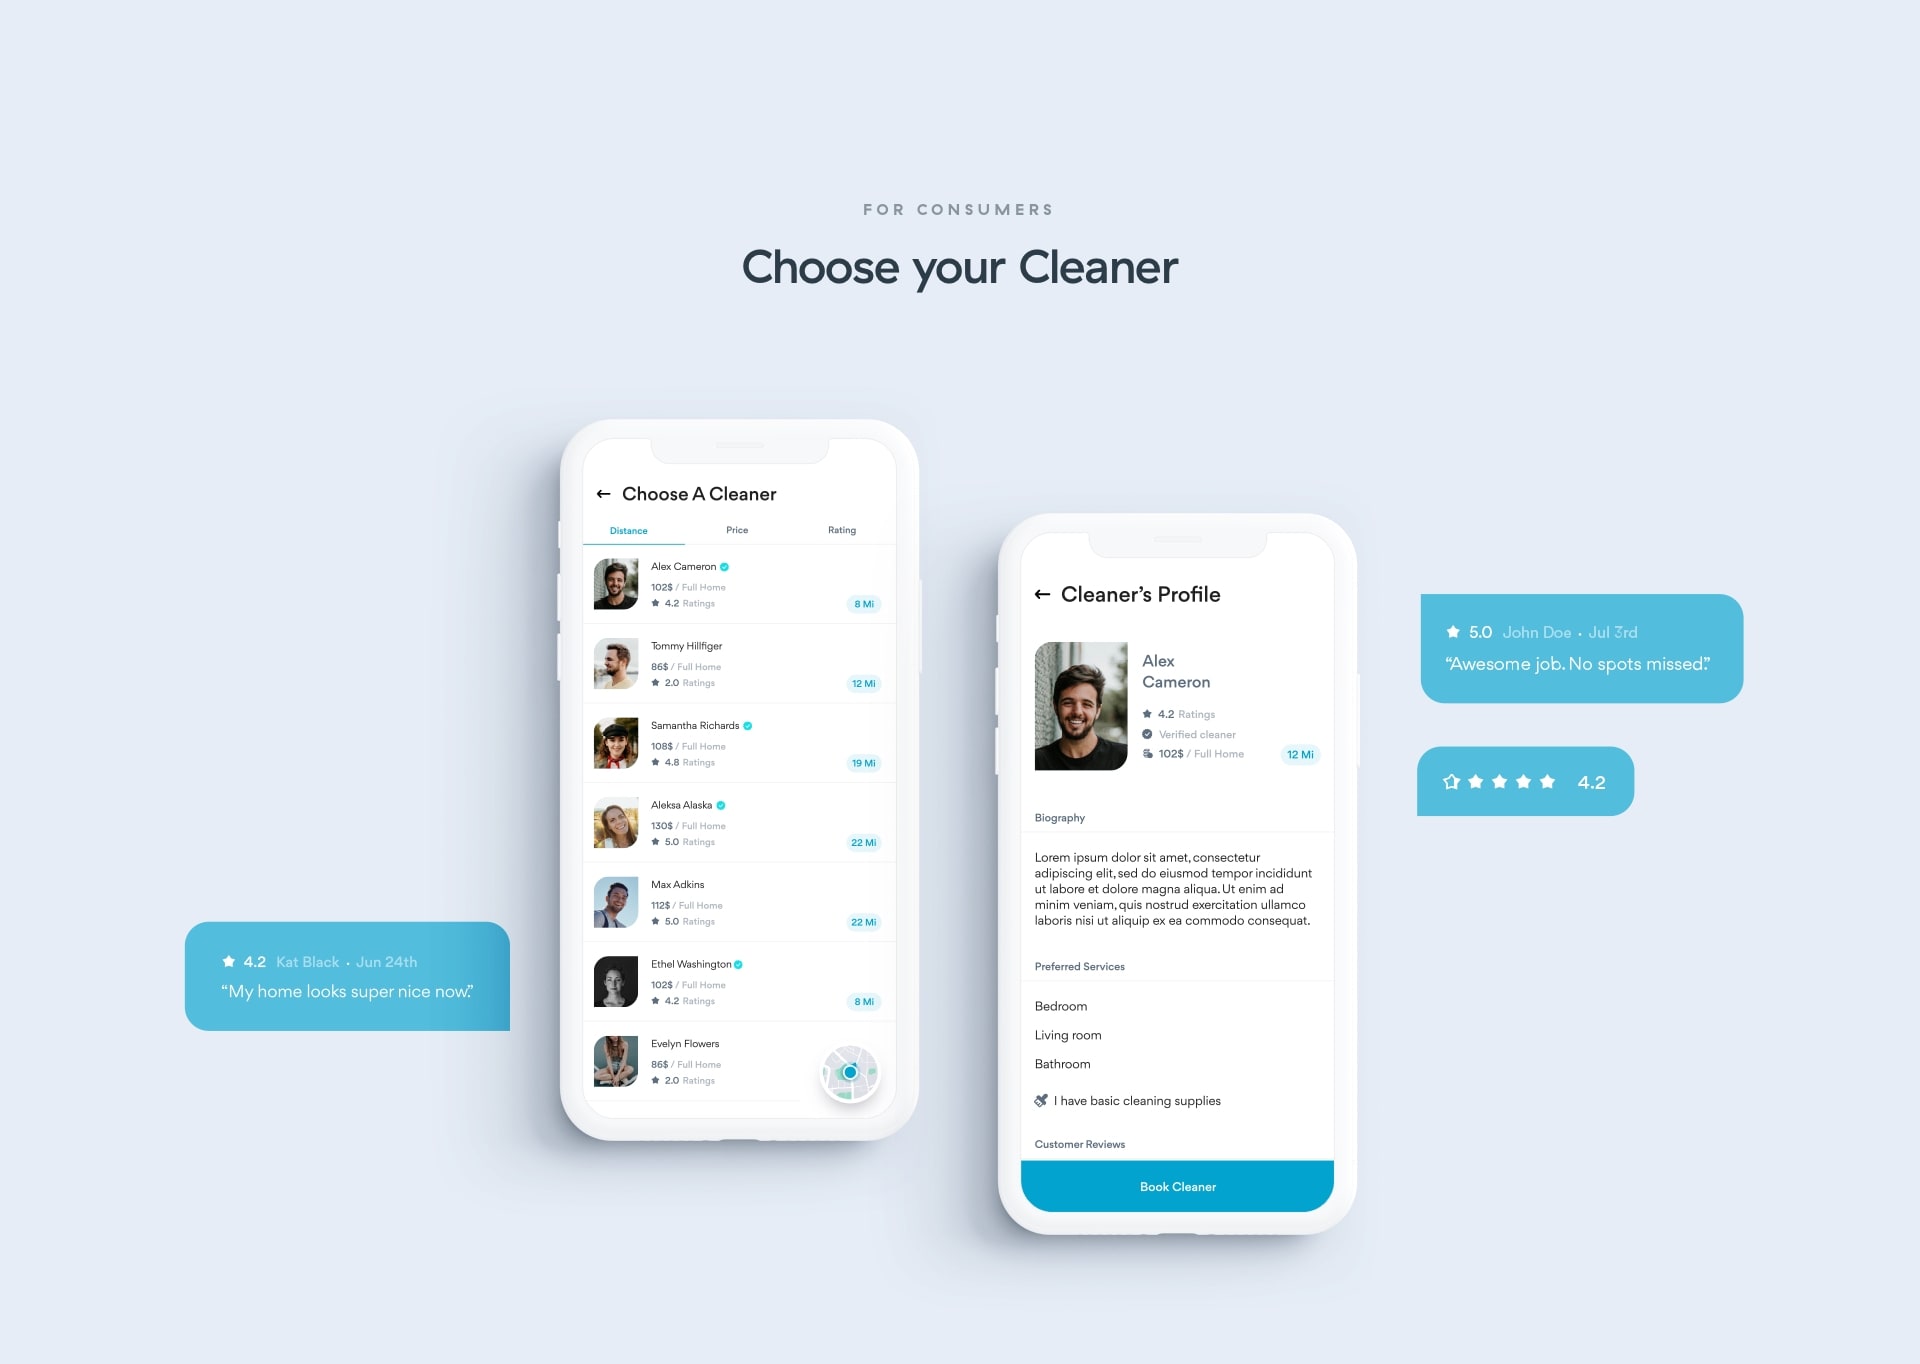 FOR CONSUMERS
Choose your Cleaner
Choose A Cleaner
Distance
Price
Rating
Alex Cameron
102$ / Full Home
4.2 Ratings
8 Mi
Tommy Hillfiger
86$ / Full Home
2.0 Ratings
12 Mi
Samantha Richards
108$ / Full Home
4.8 Ratings
19 Mi
Aleksa Alaska
130$ / Full Home
5.0 Ratings
22 Mi
Max Adkins
112$ / Full Home
5.0 Ratings
22 Mi
Ethel Washington
102$ / Full Home
4.2 Ratings
8 Mi
Evelyn Flowers
86$ / Full Home
2.0 Ratings
4.2 Kat Black • Jun 24th
“My home looks super nice now.”
Cleaner’s Profile
Alex
Cameron
4.2 Ratings
Verified cleaner
102$ / Full Home
12 Mi
Biography
Lorem ipsum dolor sit amet, consectetur
adipiscing elit, sed do eiusmod tempor incididunt
ut labore et dolore magna aliqua. Ut enim ad
minim veniam, quis nostrud exercitation ullamco
laboris nisi ut aliquip ex ea commodo consequat.
Preferred Services
Bedroom
Living room
Bathroom
I have basic cleaning supplies
Customer Reviews
Book Cleaner
5.0 John Doe • Jul 3rd
“Awesome job. No spots missed.”
4.2